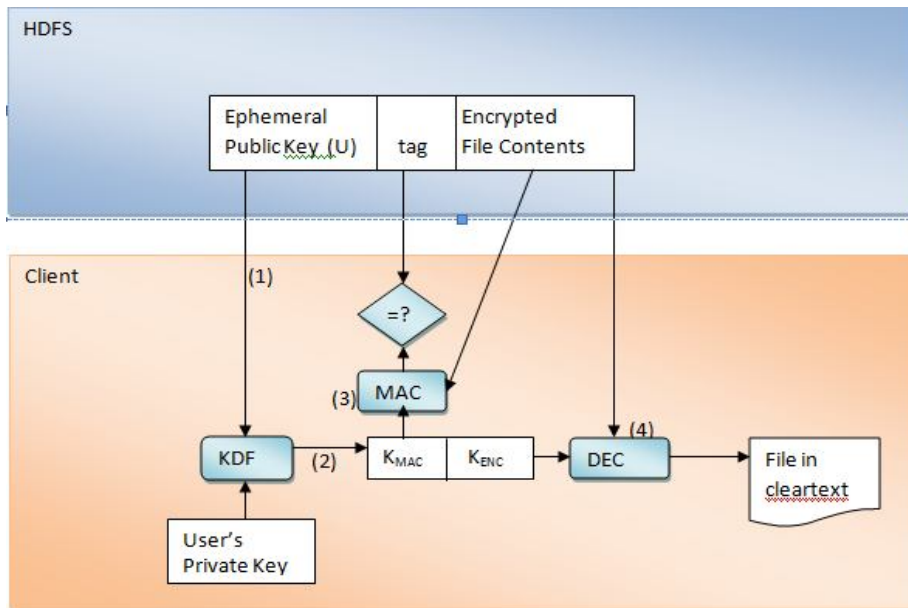 HDFS
Ephemeral
Public Key (U)
tag
Encrypted
File Contents
Client
(1)
=?
MAC
(3)
KDF
(2)
KMAC
KENC
(4)
DEC
File in
cleartext
User's
Private Key